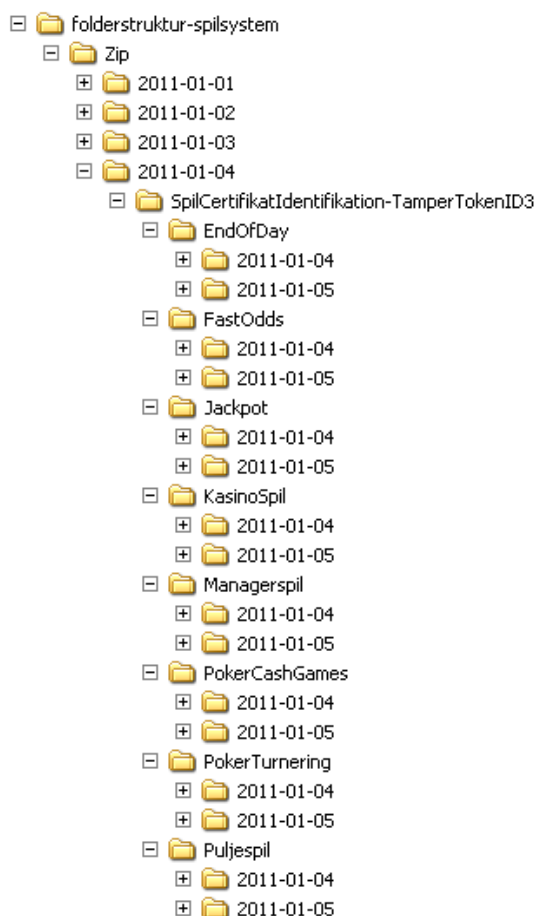 folderstruktur-spilsystem
Zip
2011-01-01
2011-01-02
2011-01-03
2011-01-04
SpilCertifikatIdentifikation-TamperTokenID3
EndOfDay
2011-01-04
2011-01-05
FastOdds
2011-01-04
2011-01-05
Jackpot
2011-01-04
2011-01-05
KasinoSpil
2011-01-04
2011-01-05
Managerspil
2011-01-04
2011-01-05
PokerCashGames
2011-01-04
2011-01-05
PokerTurnering
2011-01-04
2011-01-05
Puljespil
2011-01-04
2011-01-05